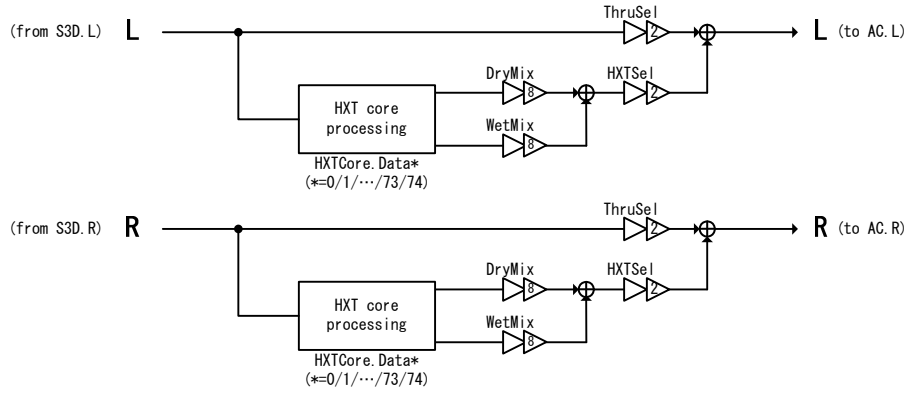 ThruSel
(from S3D.L) L 2 L (to AC.L)
DryMix HXTSel
8 2
HXT core
processing
WetMix
8
HXTCore.Data*
(*=0/1/…/73/74)
ThruSel
(from S3D.R) R 2 R (to AC.R)
DryMix HXTSel
8 2
HXT core
processing
WetMix
8
HXTCore.Data*
(*=0/1/…/73/74)